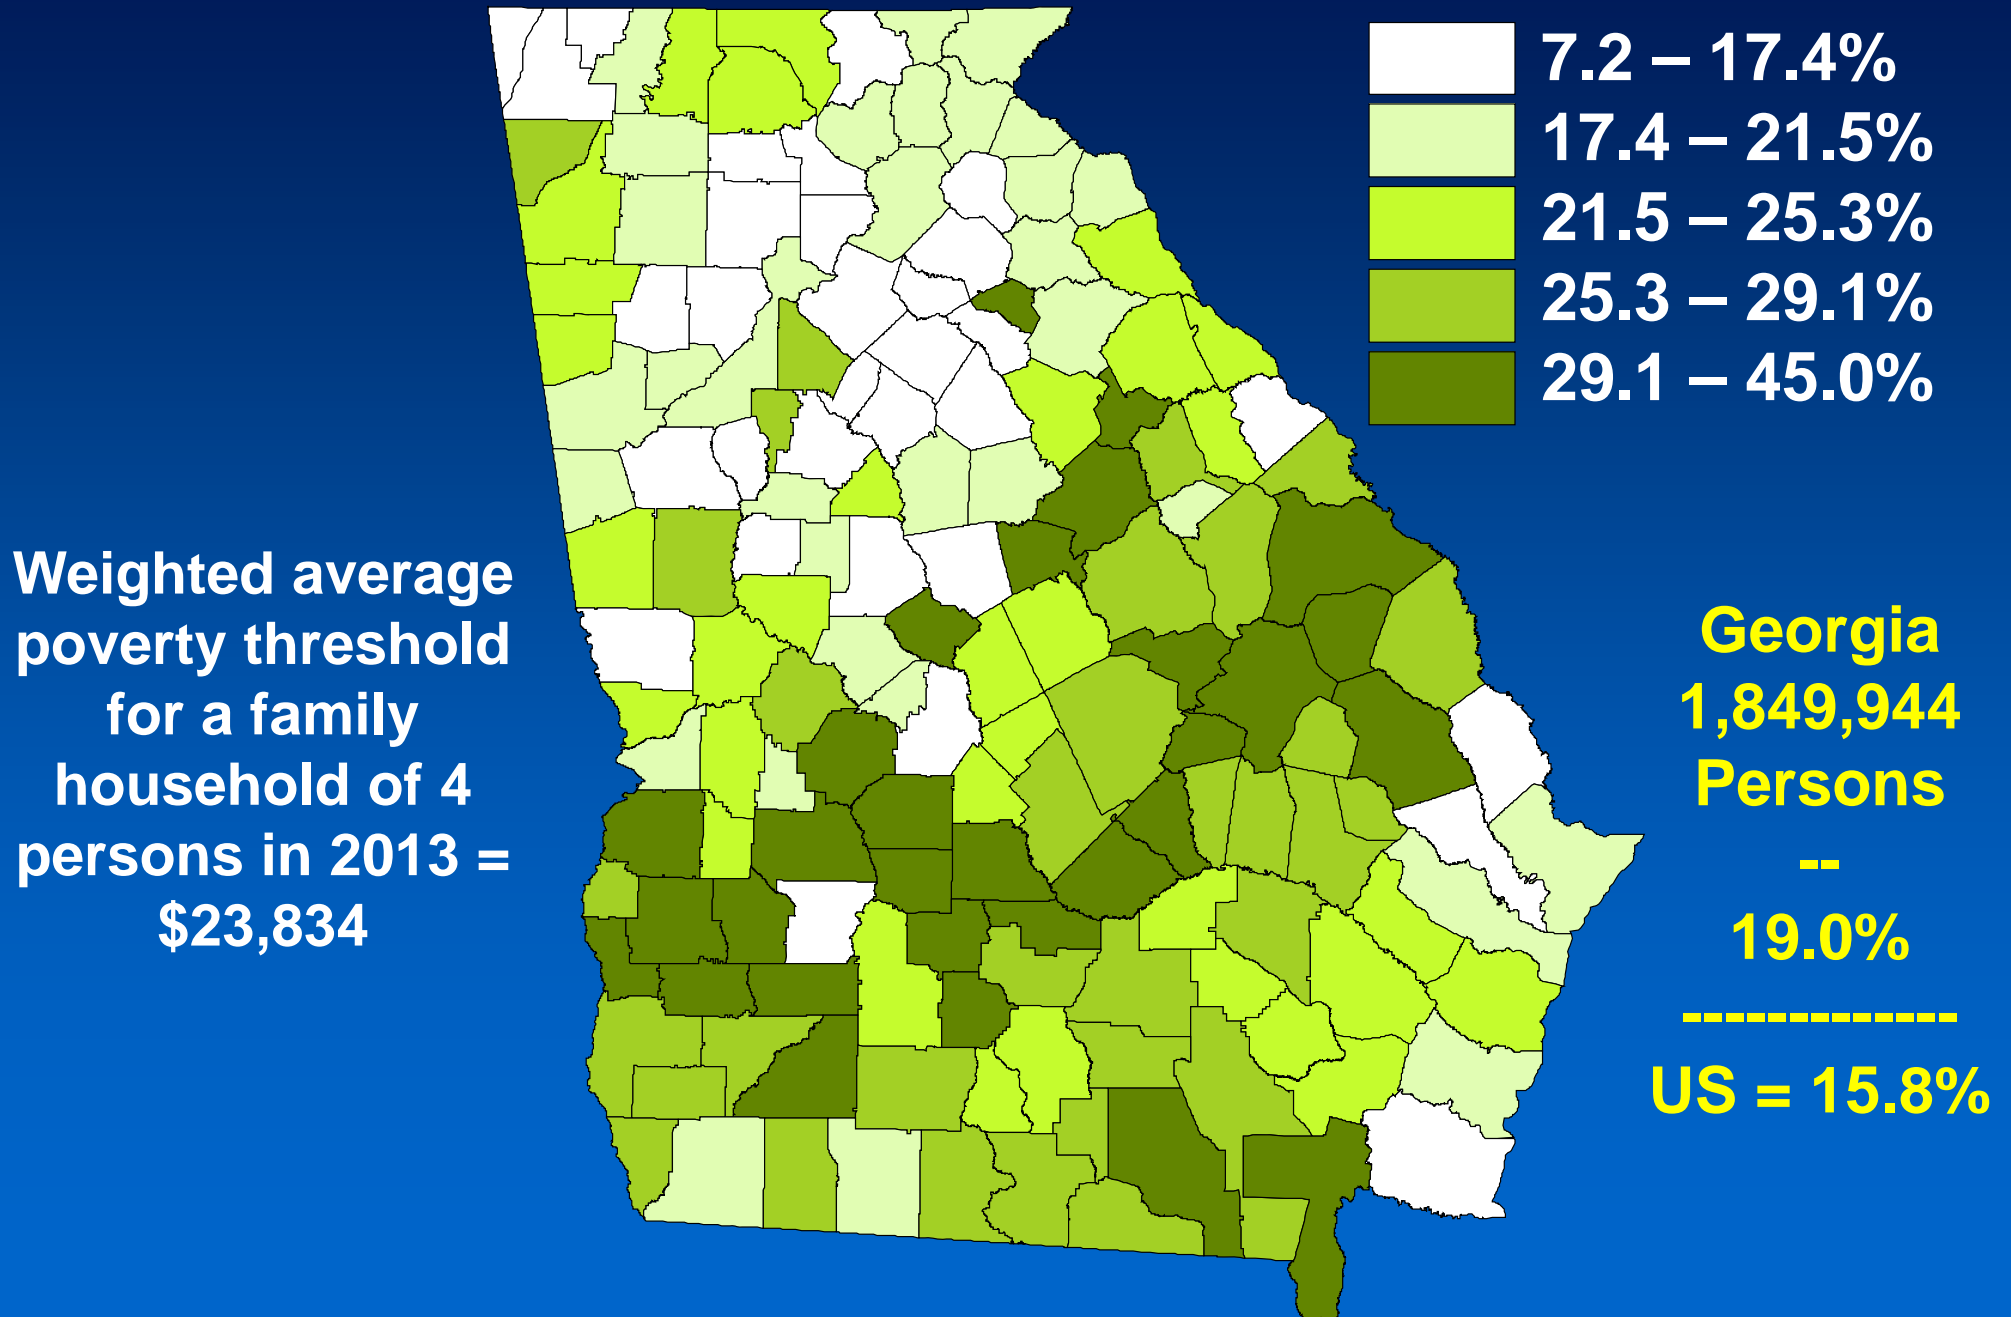 7.2 – 17.4%
17.4 – 21.5%
21.5 – 25.3%
25.3 – 29.1%
29.1 – 45.0%
Weighted average
poverty threshold
for a family
household of 4
persons in 2013 =
$23,834
Georgia
1,849,944
Persons
--
19.0%
-------------
US = 15.8%